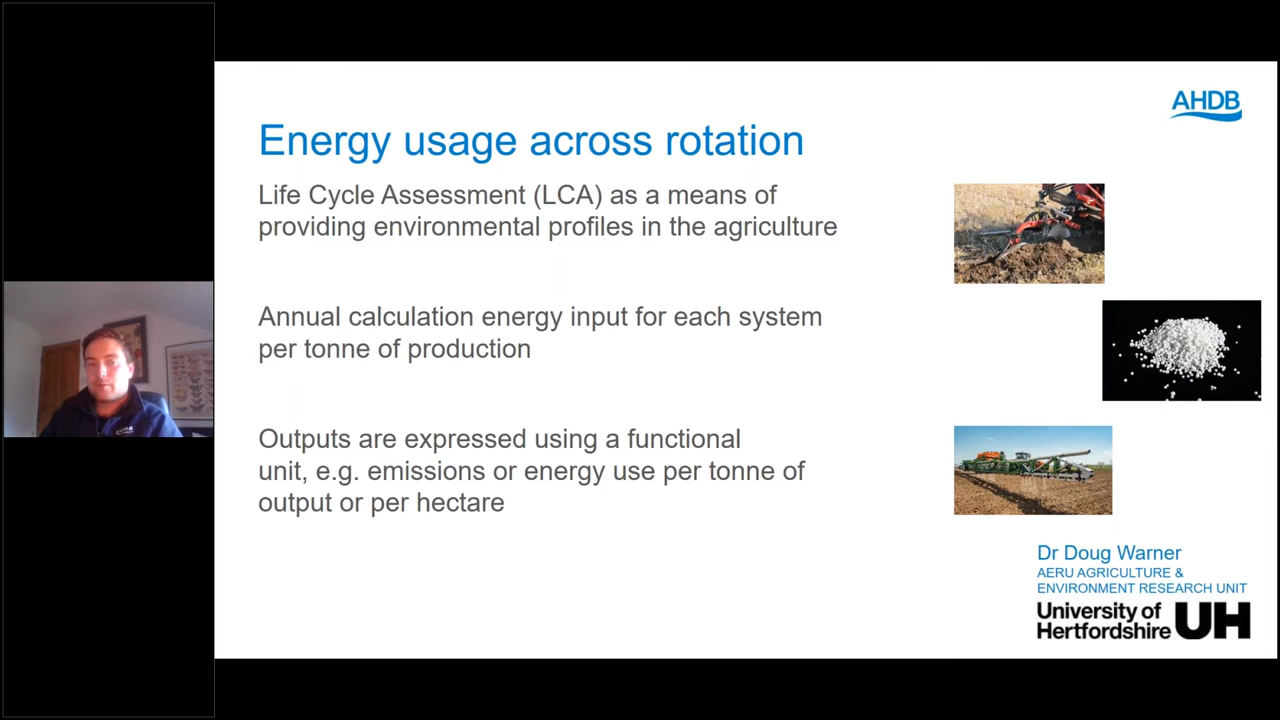 AHDB
Energy usage across rotation
Life Cycle Assessment (LCA) as a means of
providing environmental profiles in the agriculture
Annual calculation energy input for each system
per tonne of production
Outputs are expressed using a functional
unit, e.g. emissions or energy use per tonne of
output or per hectare
Dr Doug Warner
AERU AGRICULTURE &
ENVIRONMENT RESEARCH UNIT
University of
Hertfordshire UH